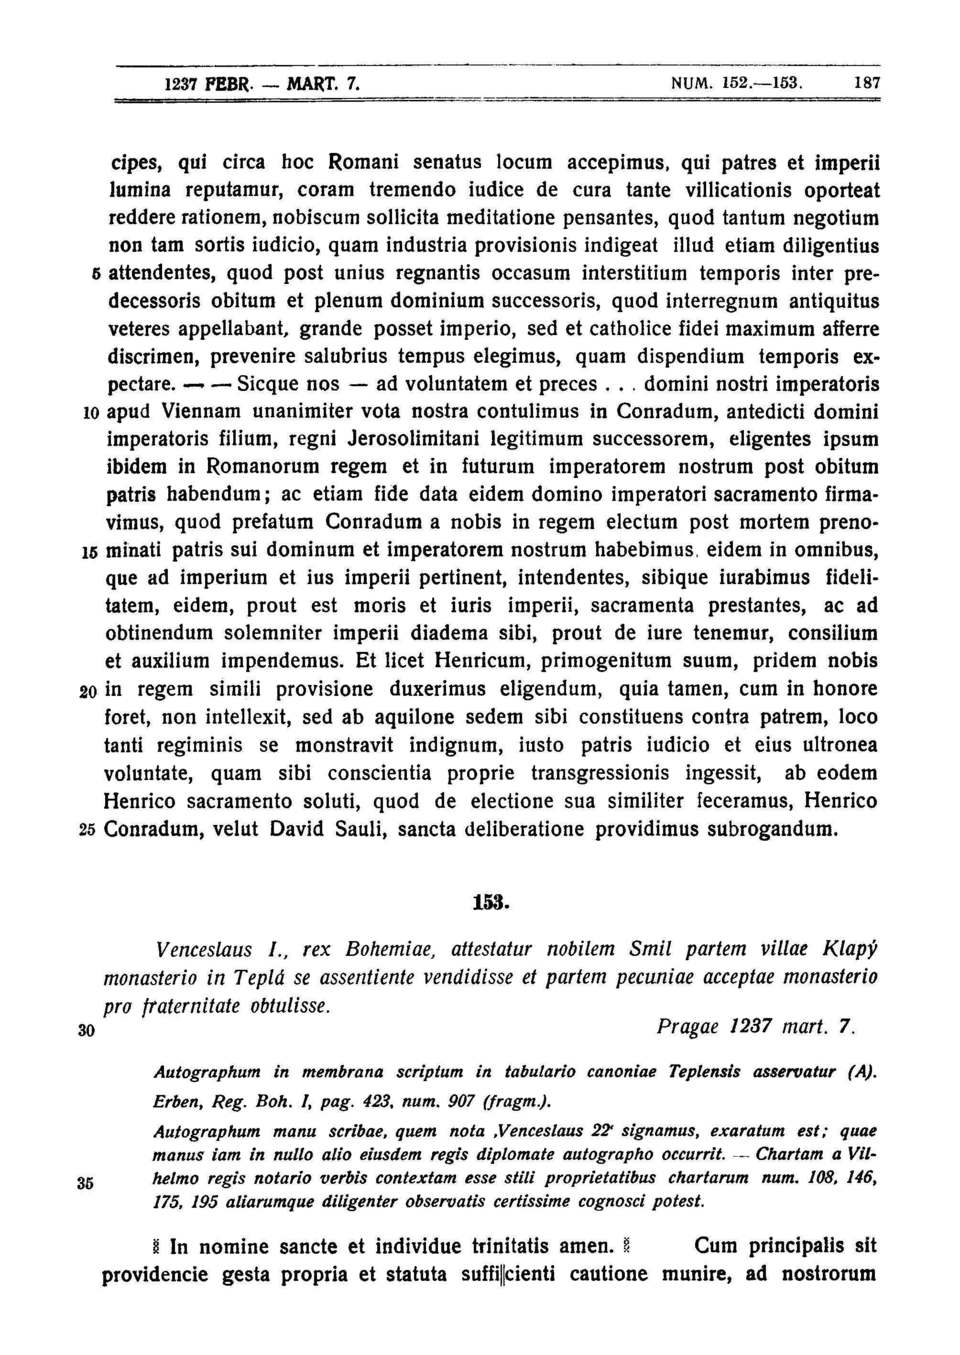 1237 FEBR. — MART. 7. NUM. 152.—153. 187
cipes, qui circa hoc Romani senatus locum accepimus, qui patres et imperii
lumina reputamur, coram tremendo iudice de cura tante villicationis oporteat
reddere rationem, nobiscum sollicita meditatione pensantes, quod tantum negotium
non tam sortis iudicio, quam industria provisionis indigeat illud etiam diligentius
5 attendentes, quod post unius regnantis occasum interstitium temporis inter pre-
decessoris obitum et plenum dominium successoris, quod interregnum antiquitus
veteres appellabant, grande posset imperio, sed et catholice fidei maximum afferre
discrimen, prevenire salubrius tempus elegimus, quam dispendium temporis ex-
pectare. — — Sicque nos — ad voluntatem et preces . . . domini nostri imperatoris
10 apud Viennam unanimiter vota nostra contulimus in Conradum, antedicti domini
imperatoris filium, regni Jerosolimitani legitimum successorem, eligentes ipsum
ibidem in Romanorum regem et in futurum imperatorem nostrum post obitum
patris habendum; ac etiam fide data eidem domino imperatori sacramento firma-
vimus, quod prefatum Conradum a nobis in regem electum post mortem preno-
15 minati patris sui dominum et imperatorem nostrum habebimus, eidem in omnibus,
que ad imperium et ius imperii pertinent, intendentes, sibique iurabimus fideli-
tatem, eidem, prout est moris et iuris imperii, sacramenta prestantes, ac ad
obtinendum solemniter imperii diadema sibi, prout de iure tenemur, consilium
et auxilium impendemus. Et licet Henricum, primogenitum suum, pridem nobis
20 in regem simili provisione duxerimus eligendum, quia tamen, cum in honore
foret, non intellexit, sed ab aquilone sedem sibi constituens contra patrem, loco
tanti regiminis se monstravit indignum, iusto patris iudicio et eius ultronea
voluntate, quam sibi conscientia proprie transgressionis ingessit, ab eodem
Henrico sacramento soluti, quod de electione sua similiter feceramus, Henrico
25 Conradum, velut David Sauli, sancta deliberatione providimus subrogandum.
153.
Venceslaus I., rex Bohemiae, attestatur nobilem Smil partem villae Klapý
monasterio in Teplá se assentiente vendidisse et partem pecuniae acceptae monasterio
pro fraternitate obtulisse.
30 Pragae 1237 mart. 7.
Autographum in membrana scriptum in tabulario canoniae Teplensis asservatur (A).
Erben, Reg. Boh. I, pag. 423, num. 907 (fragm.).
Autographum manu scribae, quem nota ‚Venceslaus 22‘ signamus, exaratum est; quae
manus iam in nullo alio eiusdem regis diplomate autographo occurrit. — Chartam a Vil-
35 helmo regis notario verbis contextam esse stili proprietatibus chartarum num. 108, 146,
175, 195 aliarumque diligenter observatis certissime cognosci potest.
In nomine sancte et individue trinitatis amen. Cum principalis sit
providencie gesta propria et statuta suffi||cienti cautione munire, ad nostrorum